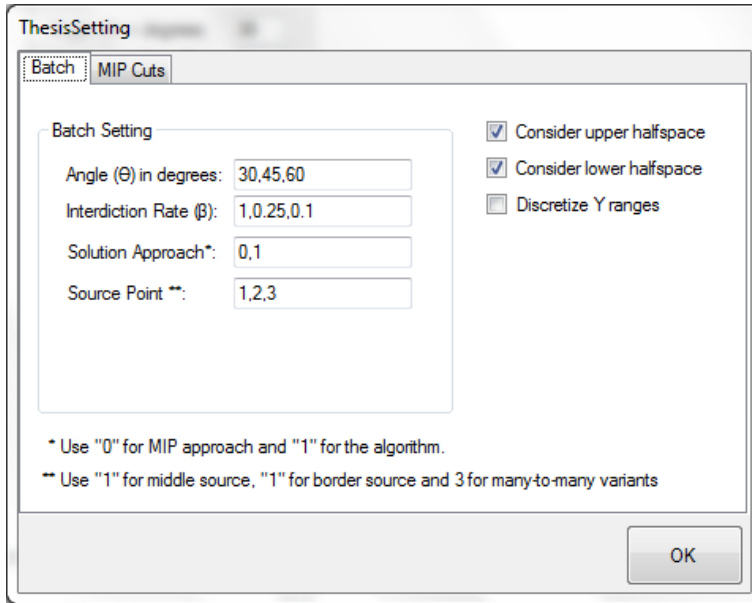 ThesisSetting
Batch
MIP Cuts
Batch Setting
Angle (Θ) in degrees:
30,45,60
Interdiction Rate (β):
1,0.25,0.1
Solution Approach*:
0,1
Source Point **:
1,2,3
Consider upper halfspace
Consider lower halfspace
Discretize Y ranges
* Use "0" for MIP approach and "1" for the algorithm.
** Use "1" for middle source, "1" for border source and 3 for many-to-many variants
OK